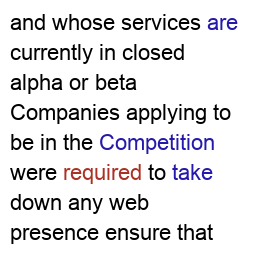 and whose services are
currently in closed
alpha or beta
Companies applying to
be in the Competition
were required to take
down any web
presence ensure that